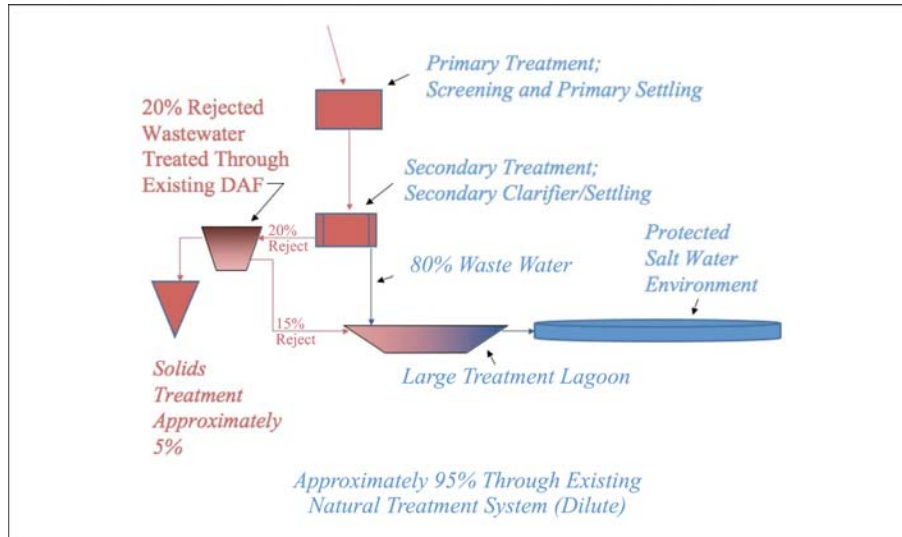 Primary Treatment;
Screening and Primary Settling
20% Rejected
Wastewater
Treated Through
Existing DAF
Secondary Treatment;
Secondary Clarifier/Settling
20%
Reject
80% Waste Water
Protected
Salt Water
Environment
15%
Reject
Large Treatment Lagoon
Solids
Treatment
Approximately
5%
Approximately 95% Through Existing
Natural Treatment System (Dilute)